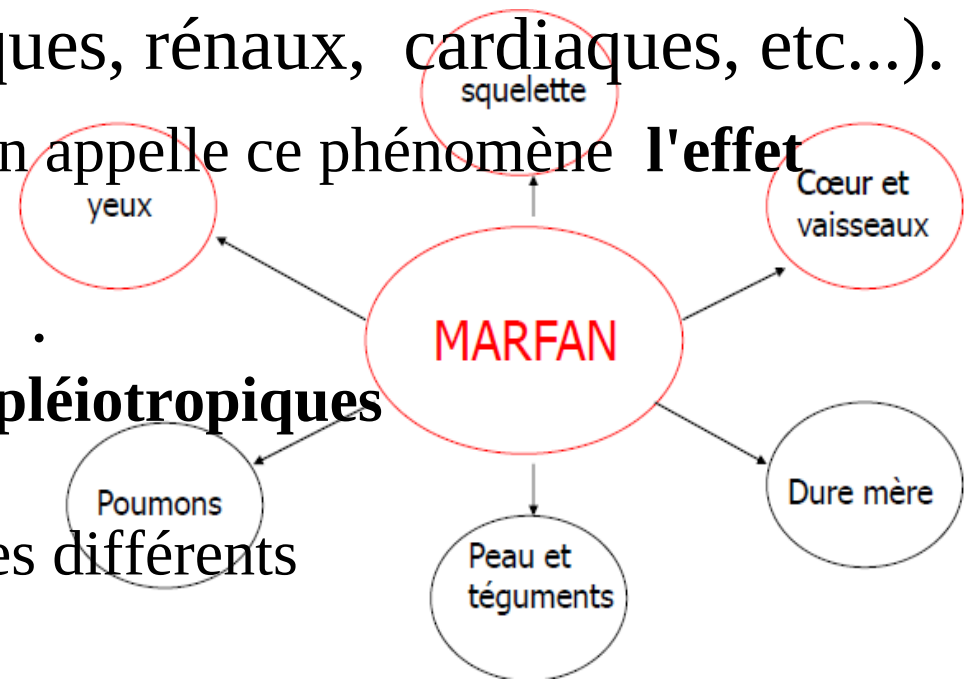 ques, rénaux, cardiaques, etc...).
squelette
n appelle ce phénomène l'effet
yeux
Cœur et
vaisseaux
.
MARFAN
pléiotropiques
Poumons
Dure mère
es différents
Peau et
téguments